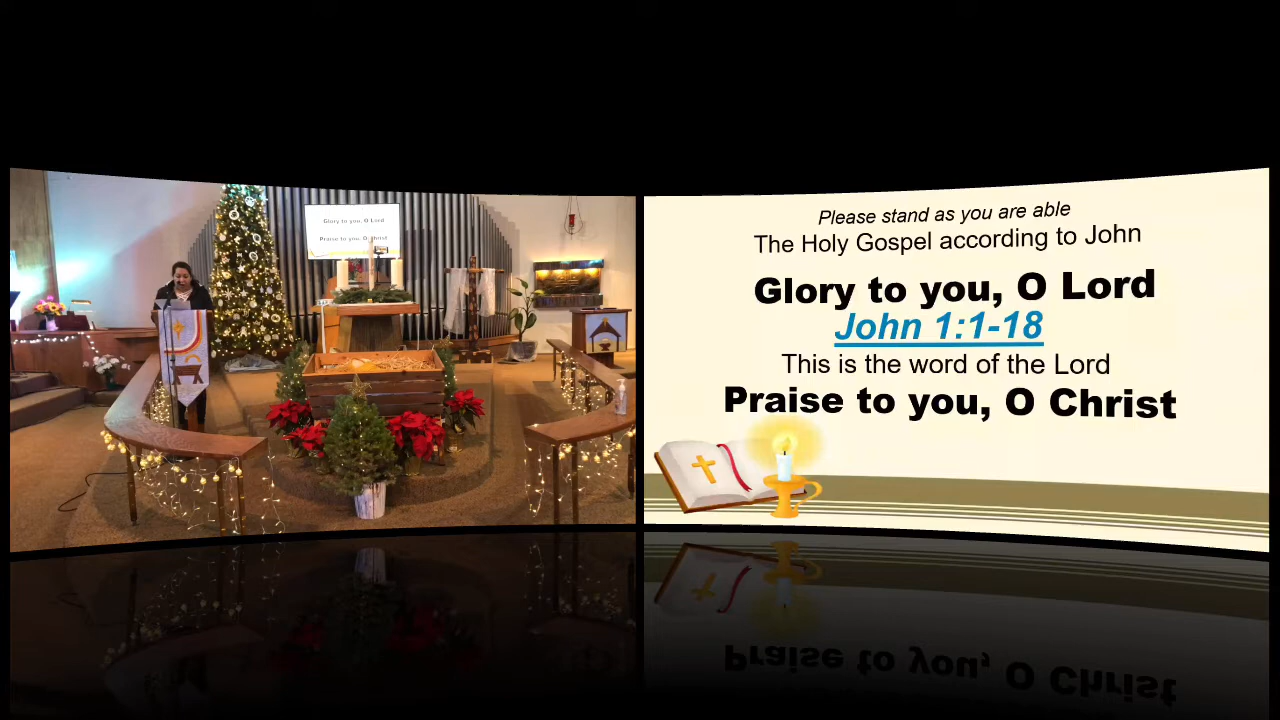 Glory to you, O Lord
Praise to you, O Christ
Please stand as you are able
The Holy Gospel according to John
Glory to you, O Lord
John 1:1-18
This is the word of the Lord
Praise to you, O Christ
Praise to you, O Christ